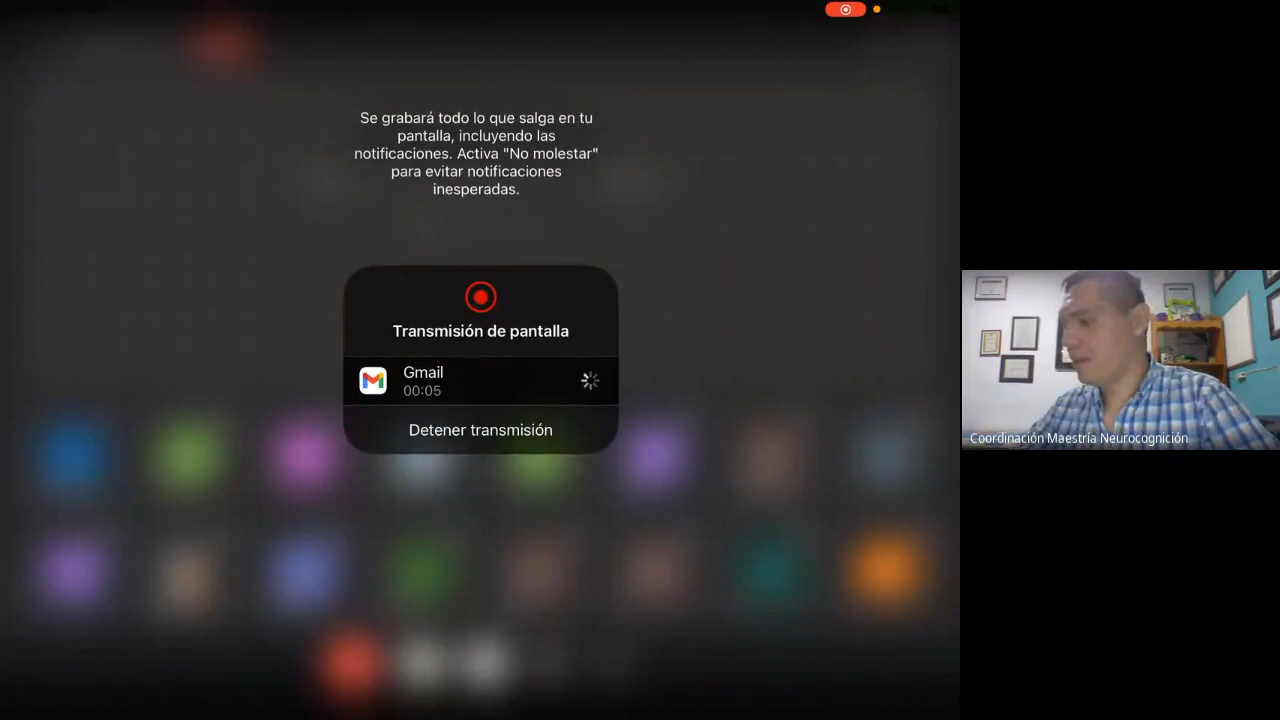 Se grabará todo lo que salga en tu
pantalla, incluyendo las
notificaciones. Activa "No molestar"
para evitar notificaciones
inesperadas.
Transmisión de pantalla
Gmail
00:05
Detener transmisión
Coordinación Maestría Neurocognición